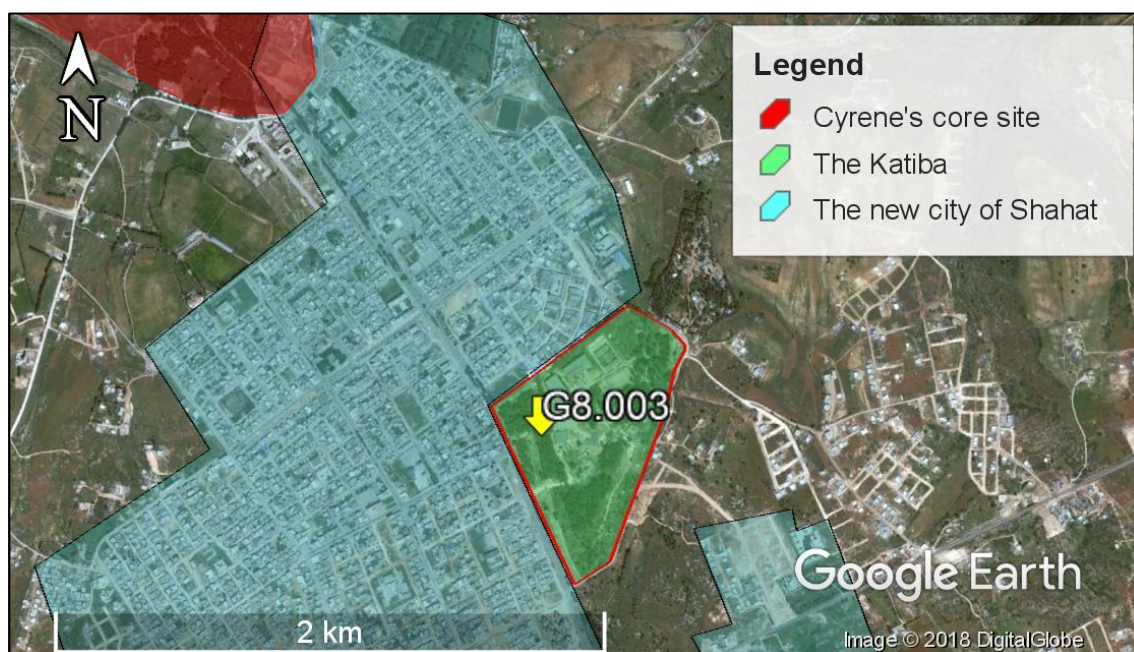 N
Legend
Cyrene's core site
The Katiba
The new city of Shahat
G8.003
Google Earth
2 km
Image © 2018 DigitalGlobe